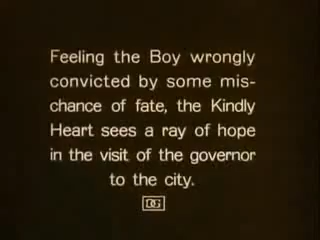 Feeling the Boy wrongly
convicted by some mis-
chance of fate, the Kindly
Heart sees a ray of hope
in the visit of the governor
to the city.
DG